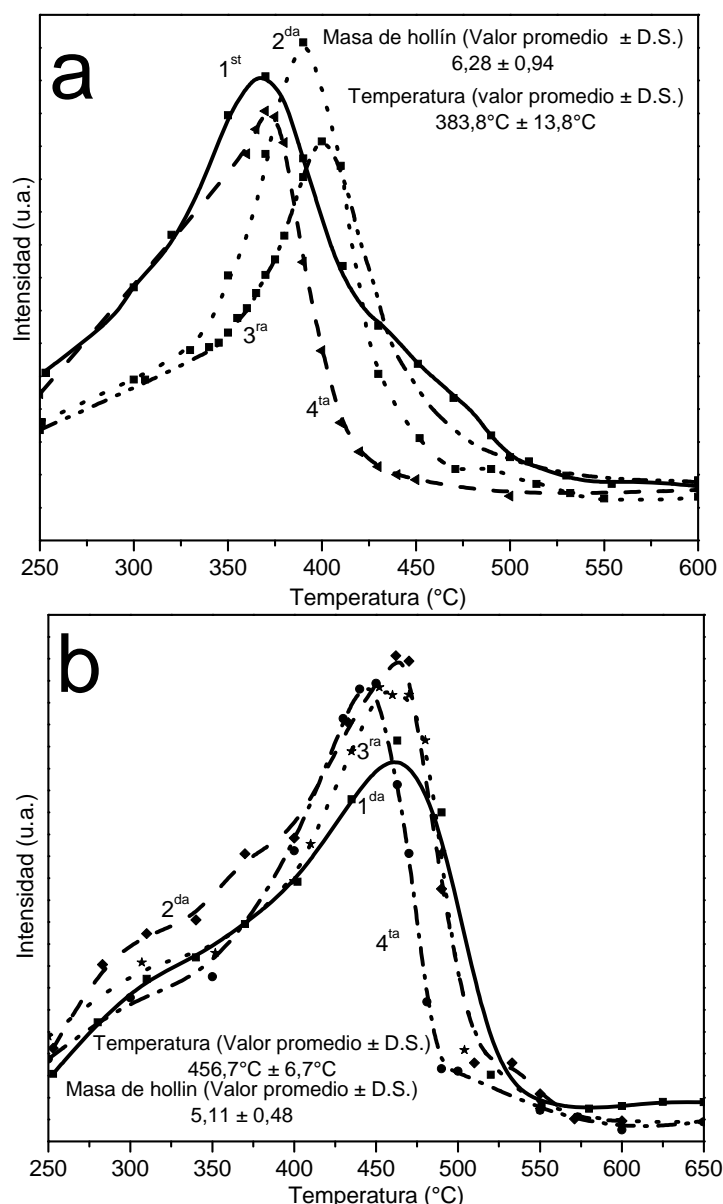 a
1st
2da
Masa de hollín (Valor promedio ± D.S.)
6,28 ± 0,94
Temperatura (valor promedio ± D.S.)
383,8°C ± 13,8°C
3ra
4ta
Intensidad (u.a.)
250 300 350 400 450 500 550 600
Temperatura (°C)
b
3ra
1da
2da
4ta
Temperatura (Valor promedio ± D.S.)
456,7°C ± 6,7°C
Masa de hollin (Valor promedio ± D.S.)
5,11 ± 0,48
Intensidad (u.a.)
250 300 350 400 450 500 550 600 650
Temperatura (°C)